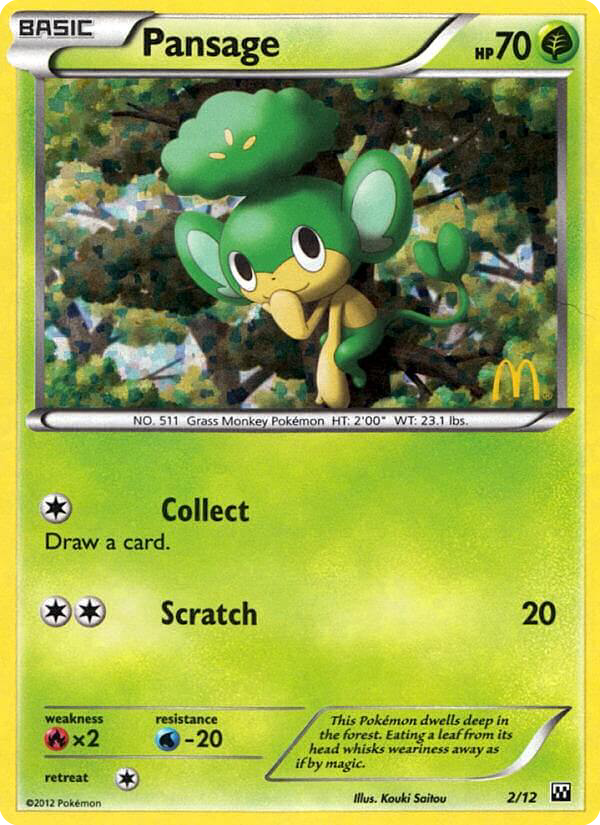 BASIC
Pansage
HP70
NO. 511 Grass Monkey Pokémon HT: 2'00" WT: 23.1 lbs.
Collect
Draw a card.
Scratch 20
weakness
×2
resistance
-20
retreat
This Pokémon dwells deep in
the forest. Eating a leaf from its
head whisks weariness away as
if by magic.
©2012 Pokémon
Illus. Kouki Saitou
2/12